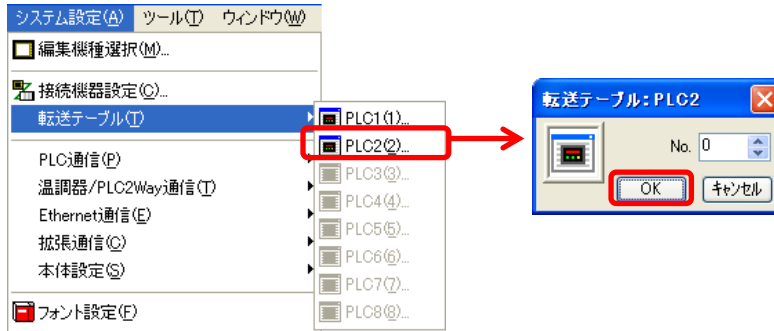 システム設定(A) ツール(T) ウィンドウ(W)
編集機種選択(M)...
接続機器設定(C)...
転送テーブル(T)
PLC通信(P)
温調器/PLC2Way通信(T)
Ethernet通信(E)
拡張通信(C)
本体設定(S)
フォント設定(F)
PLC1(1)...
PLC2(2)...
PLC3(3)...
PLC4(4)...
PLC5(5)...
PLC6(6)...
PLC7(7)...
PLC8(8)...
転送テーブル:PLC2
No. 0
OK キャンセル